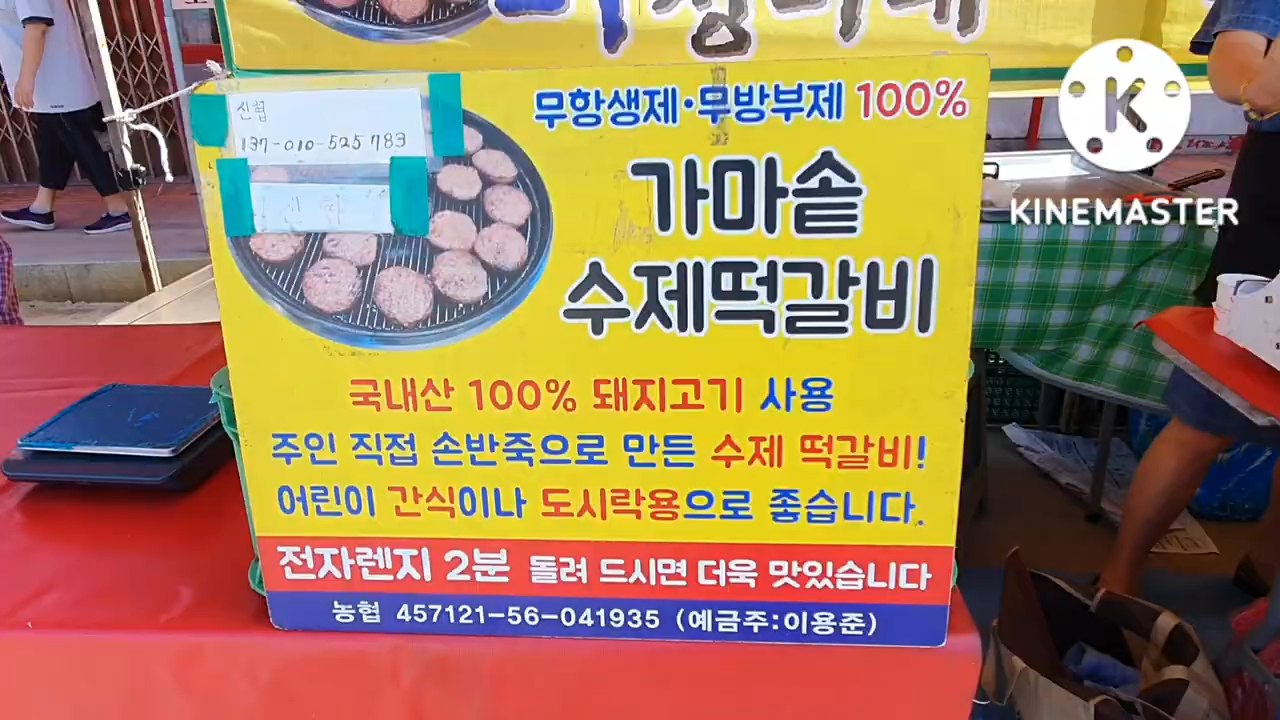 신협
137-010-525783
무항생제·무방부제 100%
가마솥
수제떡갈비
국내산 100% 돼지고기 사용
주인 직접 손반죽으로 만든 수제 떡갈비!
어린이 간식이나 도시락용으로 좋습니다.
전자렌지 2분 돌려 드시면 더욱 맛있습니다
농협 457121-56-041935 (예금주:이용준)
K
KINEMASTER